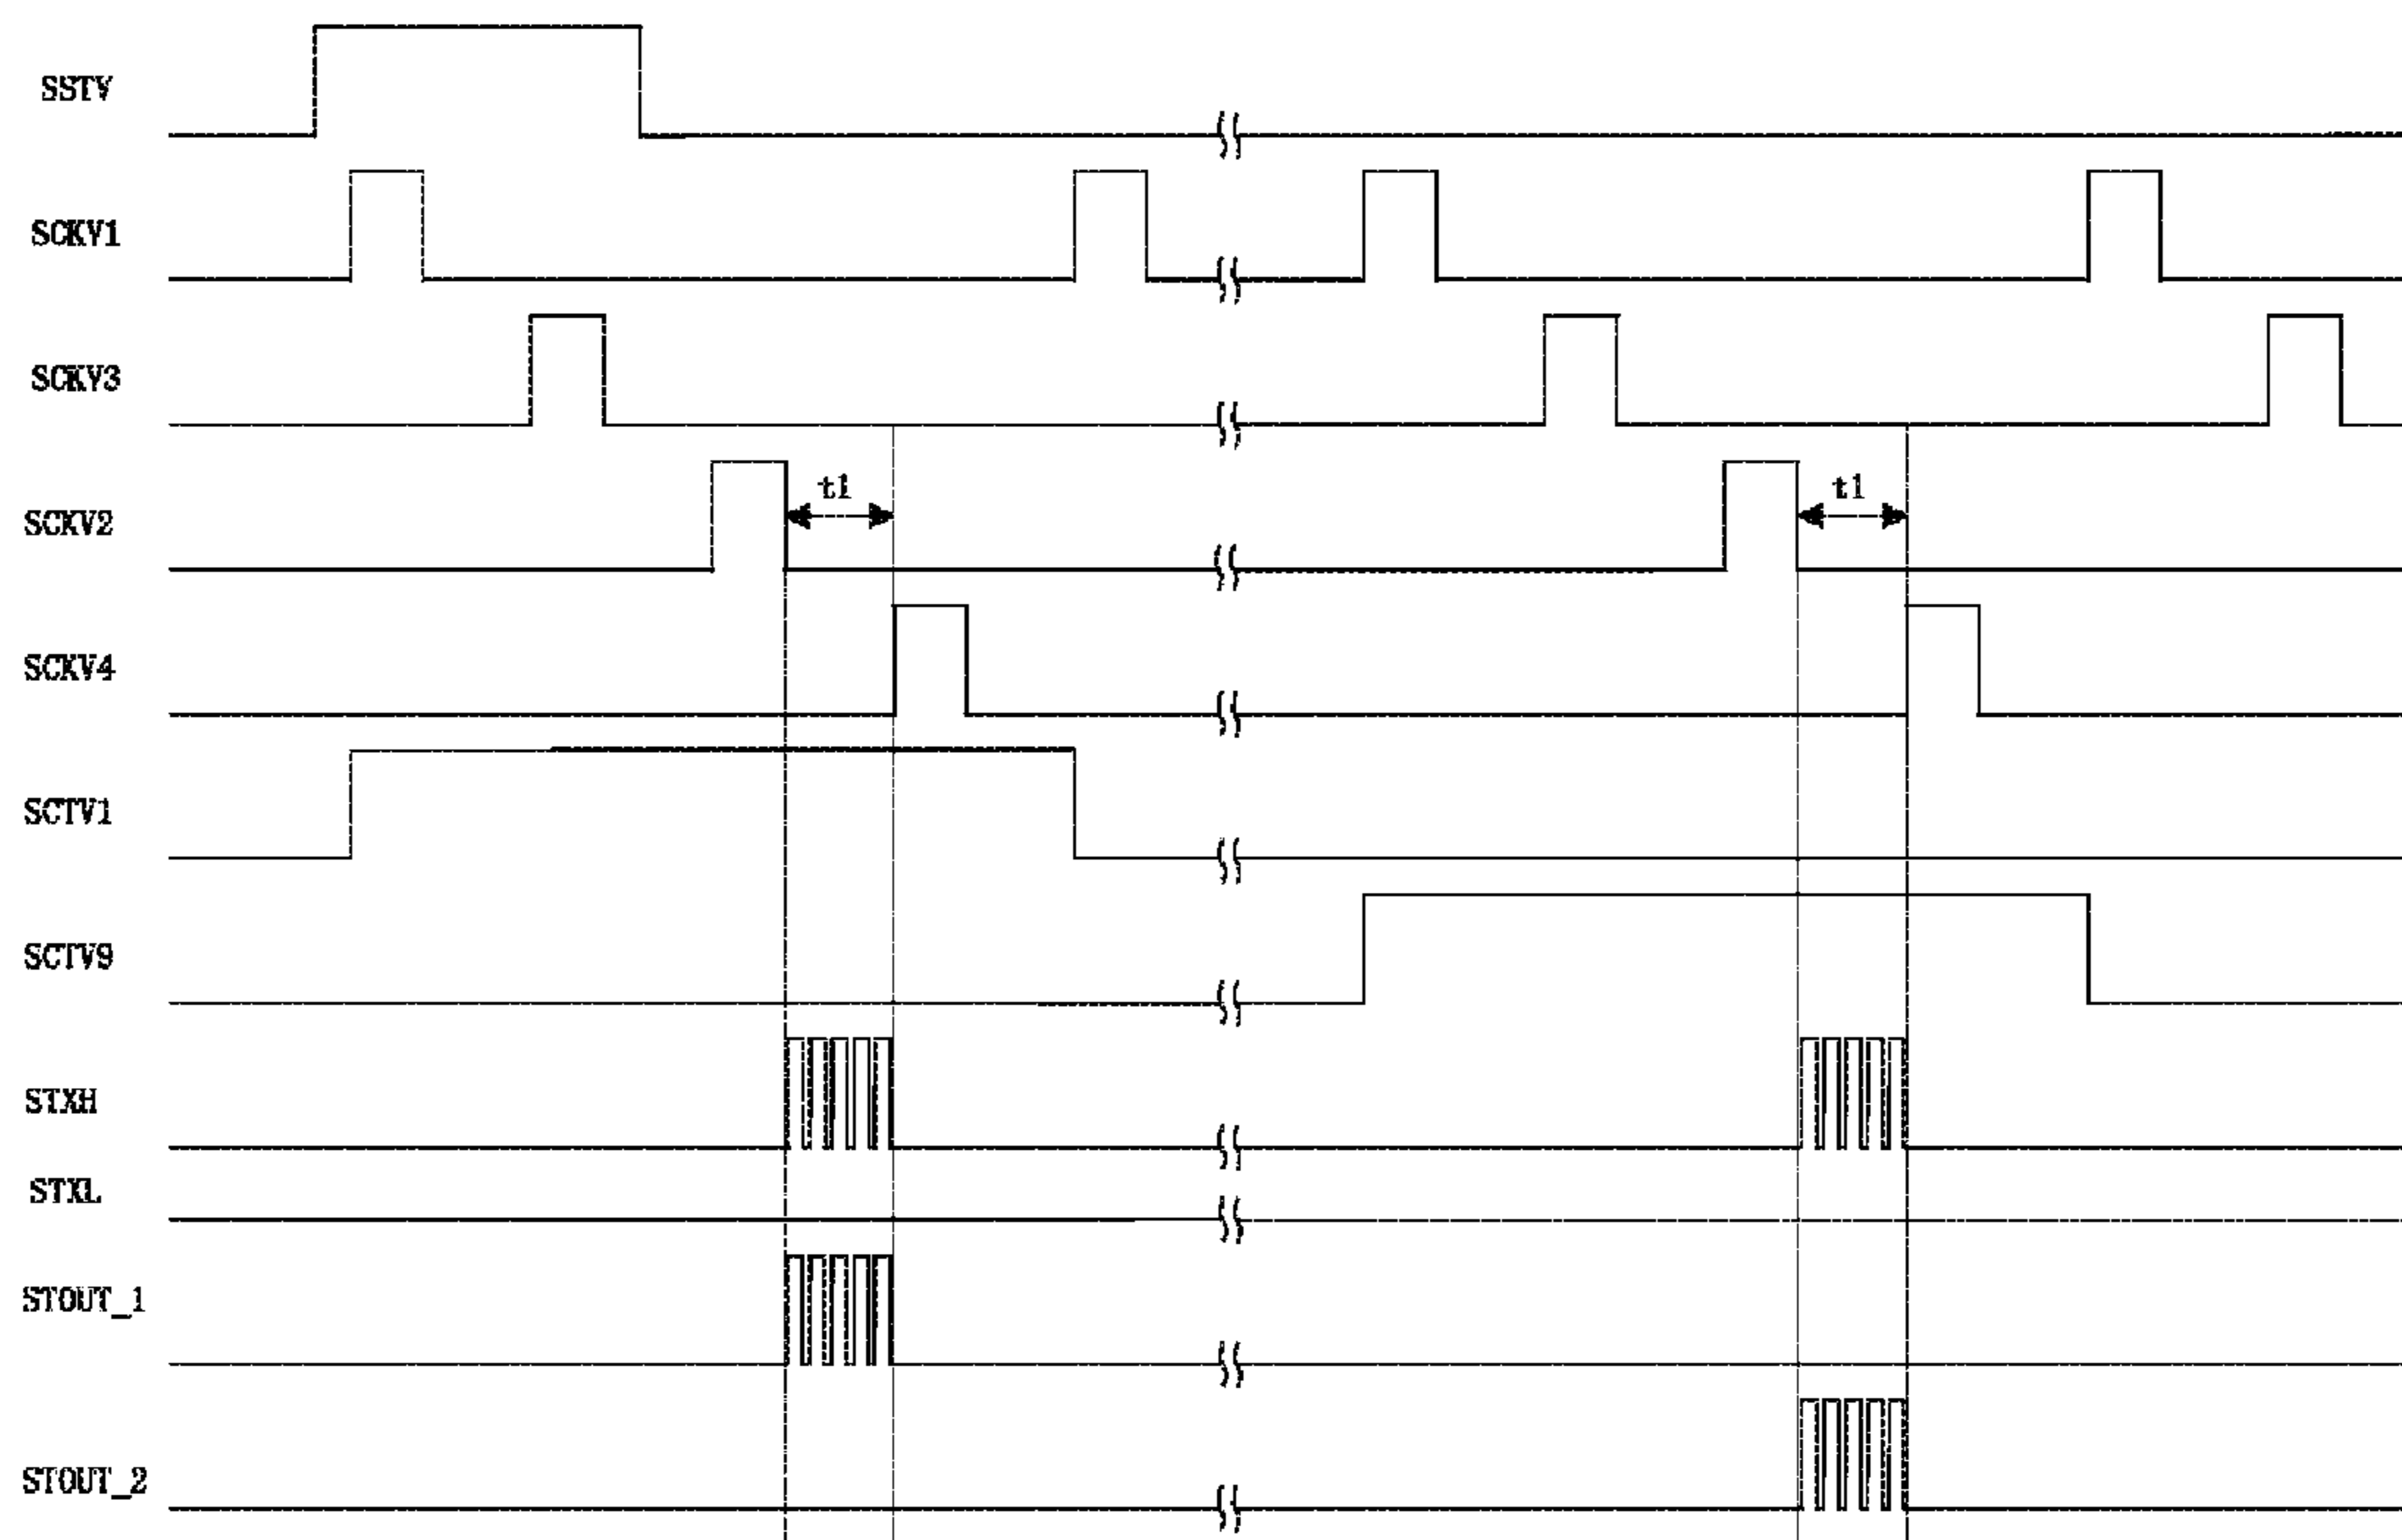 SSTV
SCKV1
SCKV3
t1 t1
SCKV2
SCKV4
SCTV1
SCTV9
STXH
STXL
STOUT_1
STOUT_2